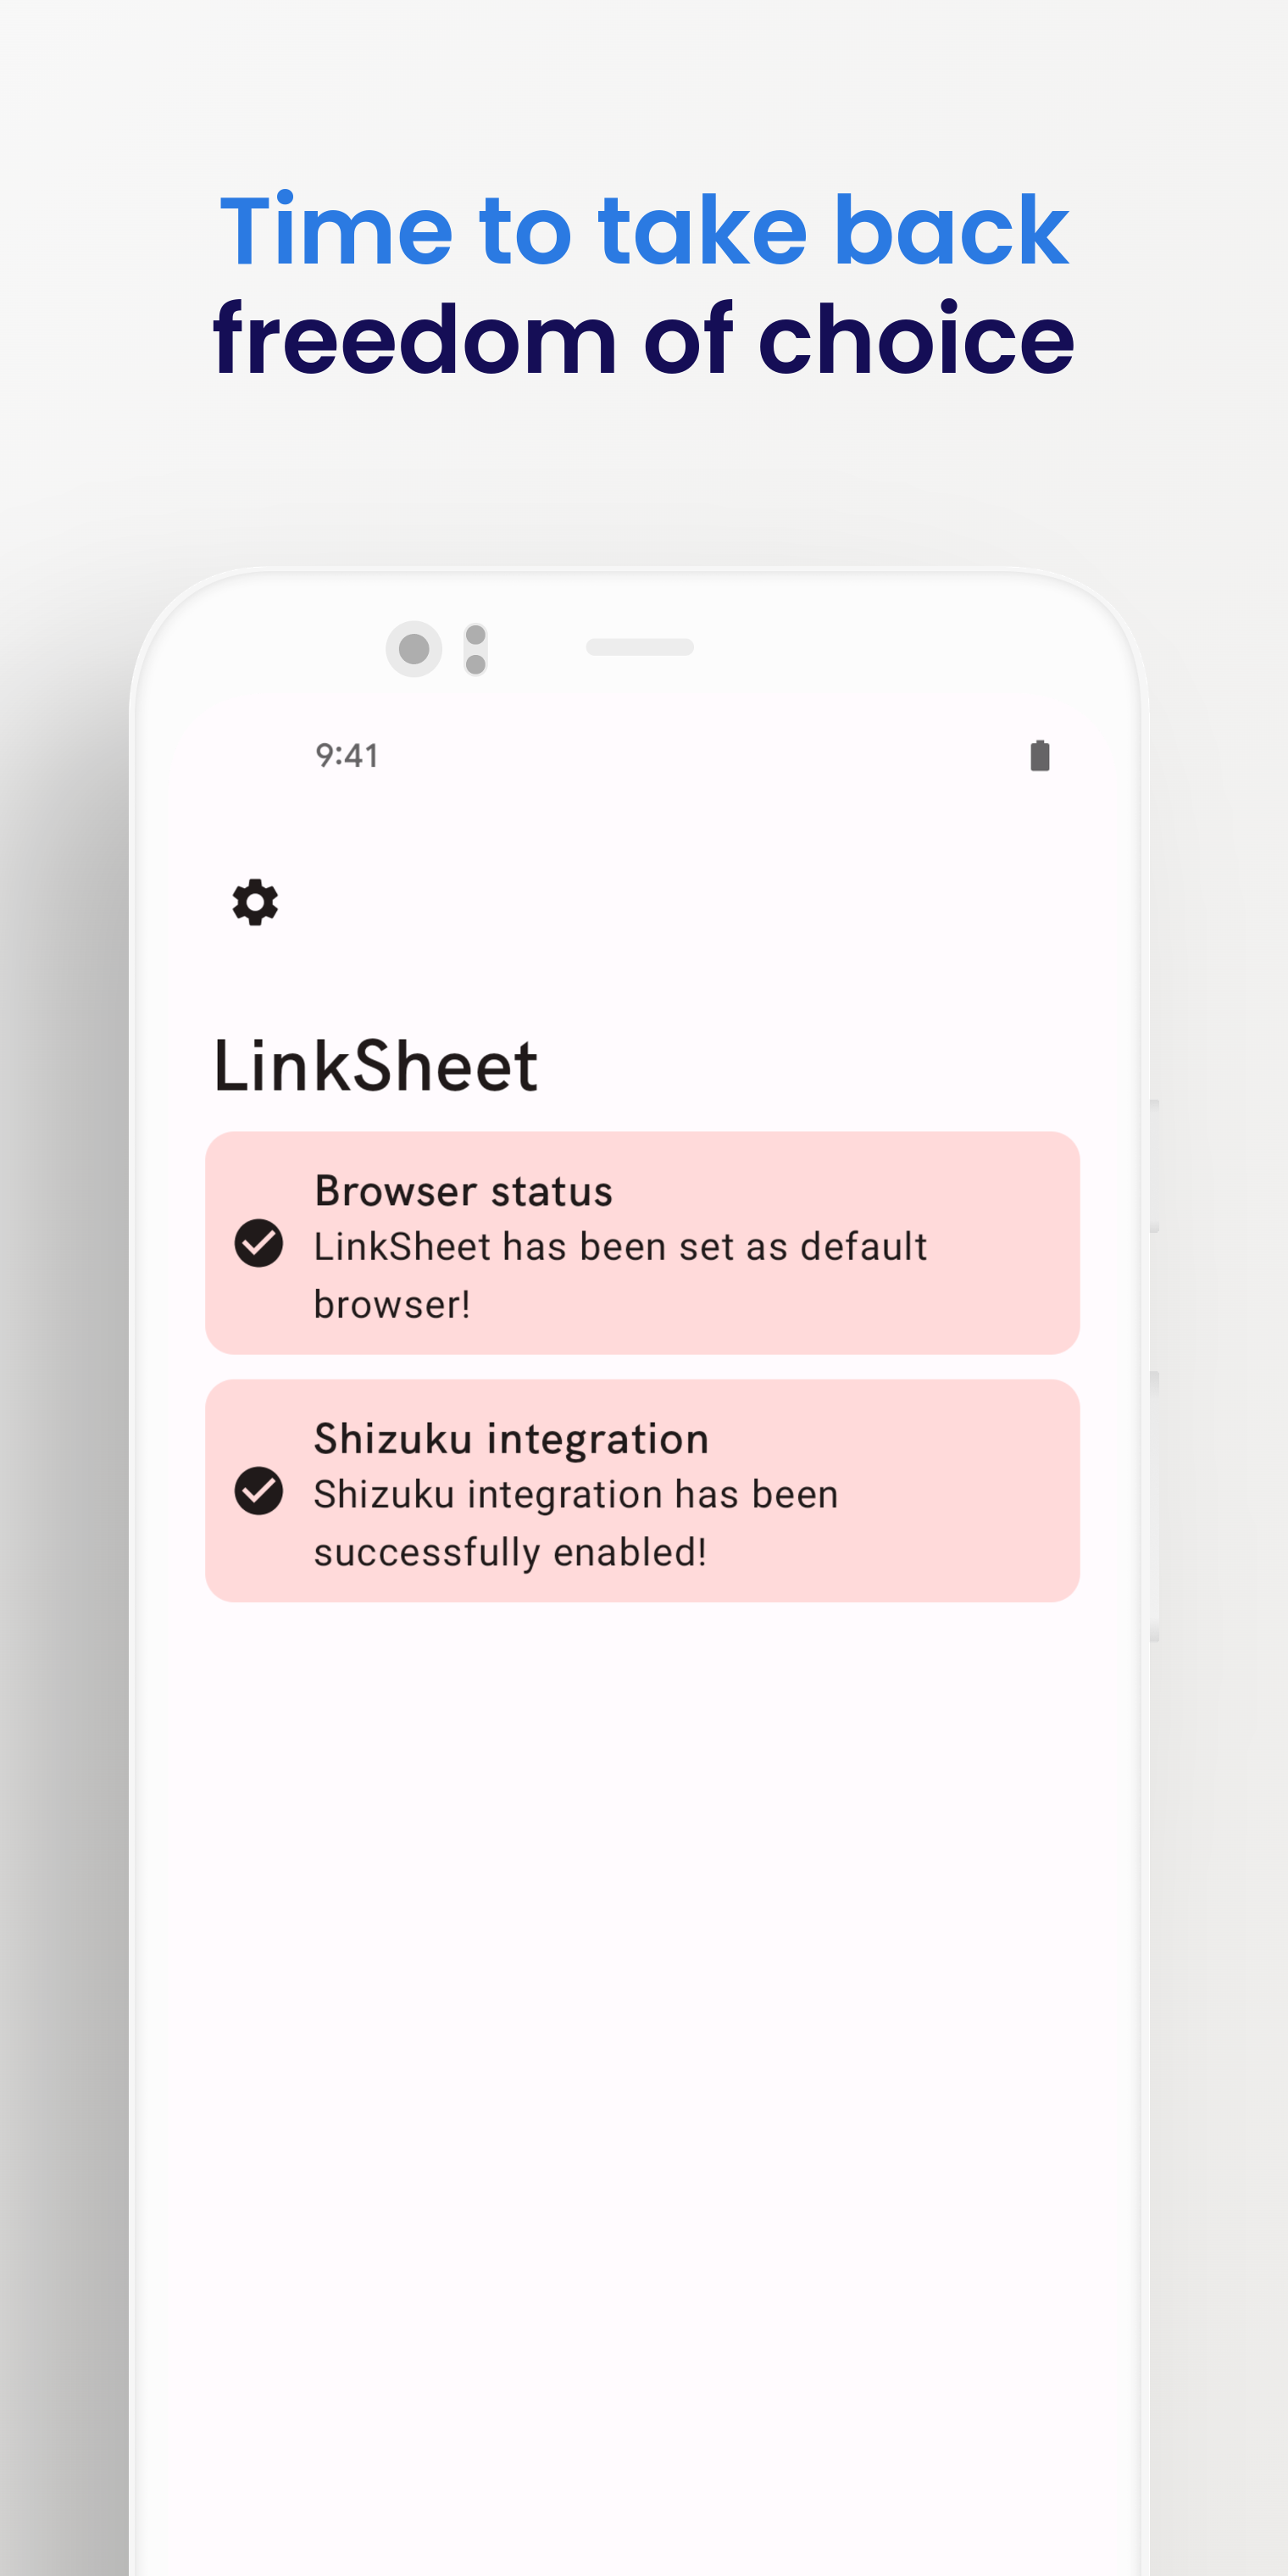 Time to take back
freedom of choice
9:41
LinkSheet
Browser status
LinkSheet has been set as default
browser!
Shizuku integration
Shizuku integration has been
successfully enabled!